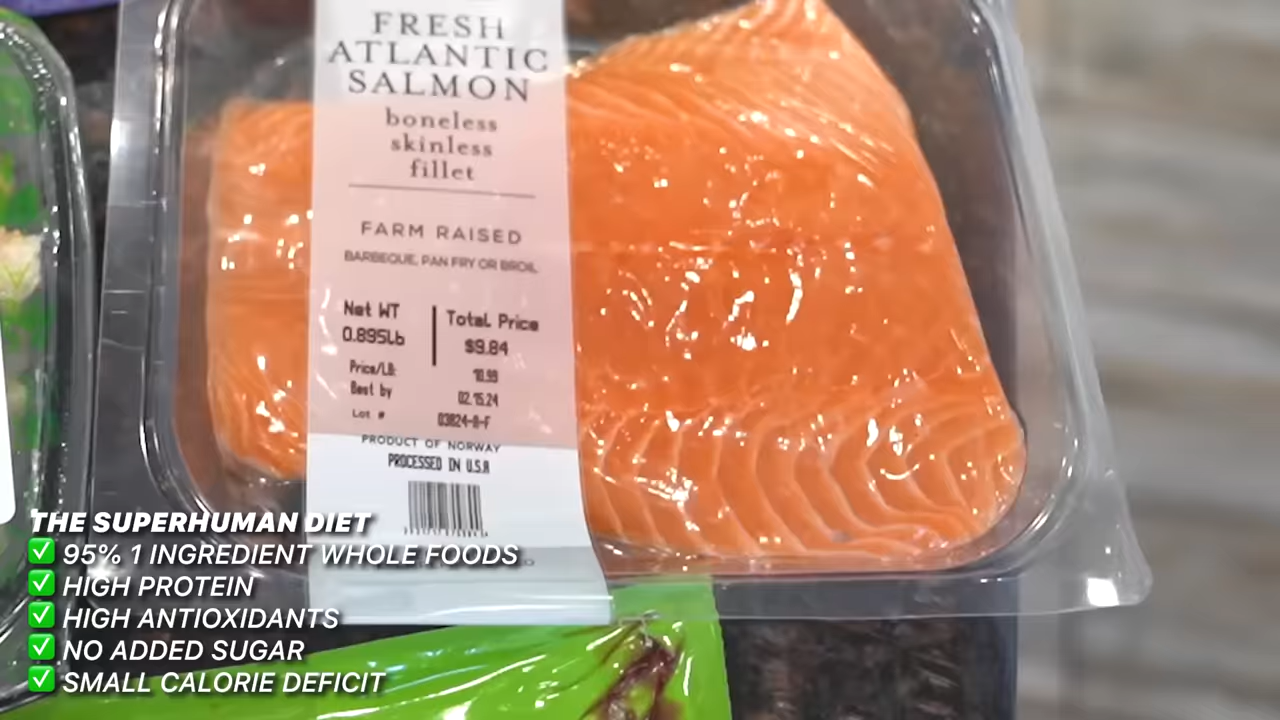 FRESH
ATLANTIC
SALMON
boneless
skinless
fillet
FARM RAISED
BARBEQUE, PAN FRY OR BROIL
Net WT
0.895lb
Total Price
$9.84
Price/LB: 10.99
Best by 02.15.24
Lot # 03824-A-F
PRODUCT OF NORWAY
PROCESSED IN U.S.A
THE SUPERHUMAN DIET
✅ 95% 1 INGREDIENT WHOLE FOODS
✅ HIGH PROTEIN
✅ HIGH ANTIOXIDANTS
✅ NO ADDED SUGAR
✅ SMALL CALORIE DEFICIT